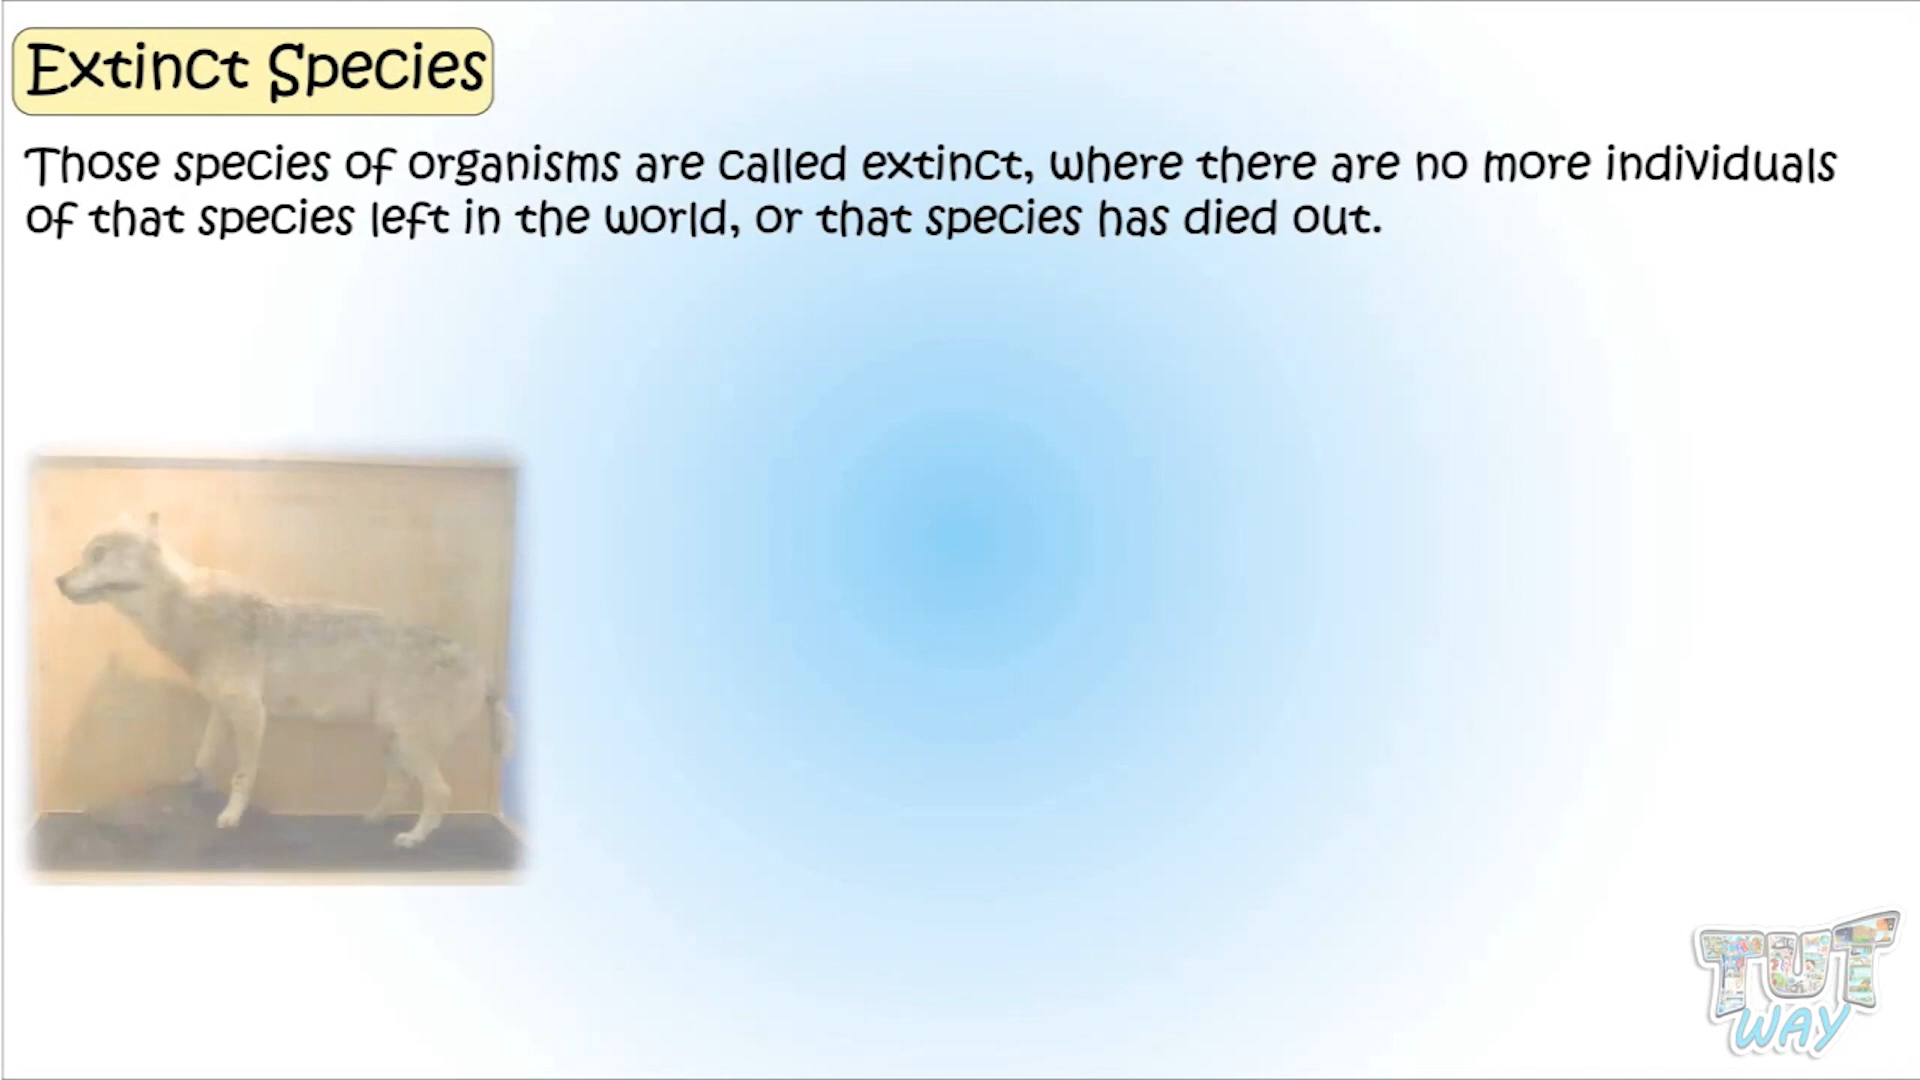 Extinct Species
Those species of organisms are called extinct, where there are no more individuals
of that species left in the world, or that species has died out.
TUT
WAY